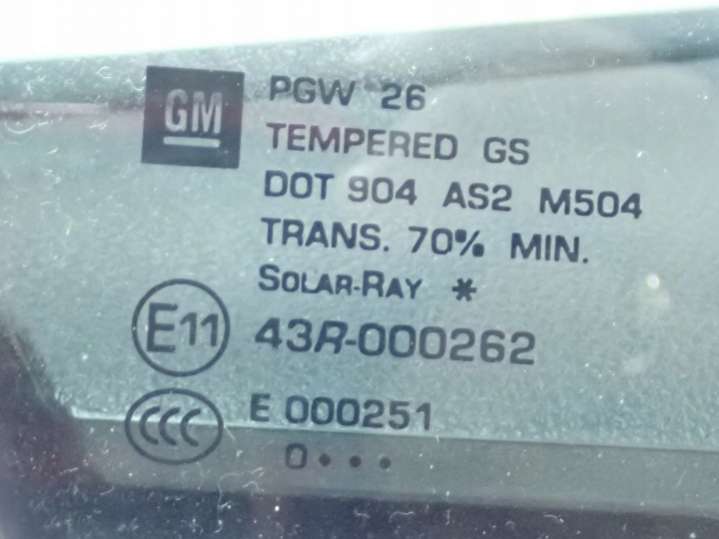 GM
PGW 26
TEMPERED GS
DOT 904 AS2 M504
TRANS. 70% MIN.
SOLAR-RAY *
E11 43R-000262
CCC E 000251
0•••